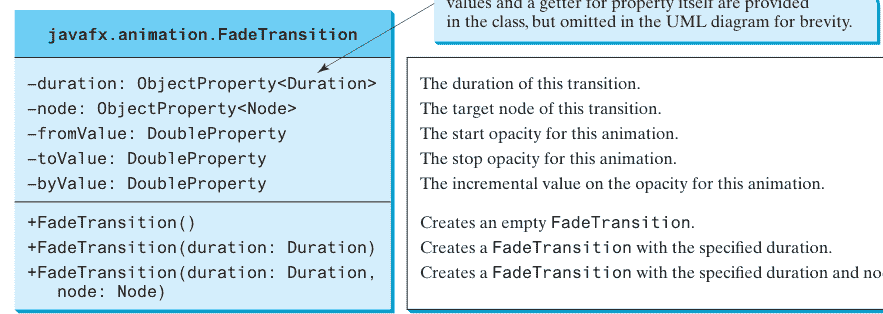 values and a getter for property itself are provided
in the class, but omitted in the UML diagram for brevity.
javafx.animation.FadeTransition
-duration: ObjectProperty<Duration>
The duration of this transition.
-node: ObjectProperty<Node>
The target node of this transition.
-fromValue: DoubleProperty
The start opacity for this animation.
-toValue: DoubleProperty
The stop opacity for this animation.
-byValue: DoubleProperty
The incremental value on the opacity for this animation.
+FadeTransition()
Creates an empty FadeTransition.
+FadeTransition(duration: Duration)
Creates a FadeTransition with the specified duration.
+FadeTransition(duration: Duration,
node: Node)
Creates a FadeTransition with the specified duration and no